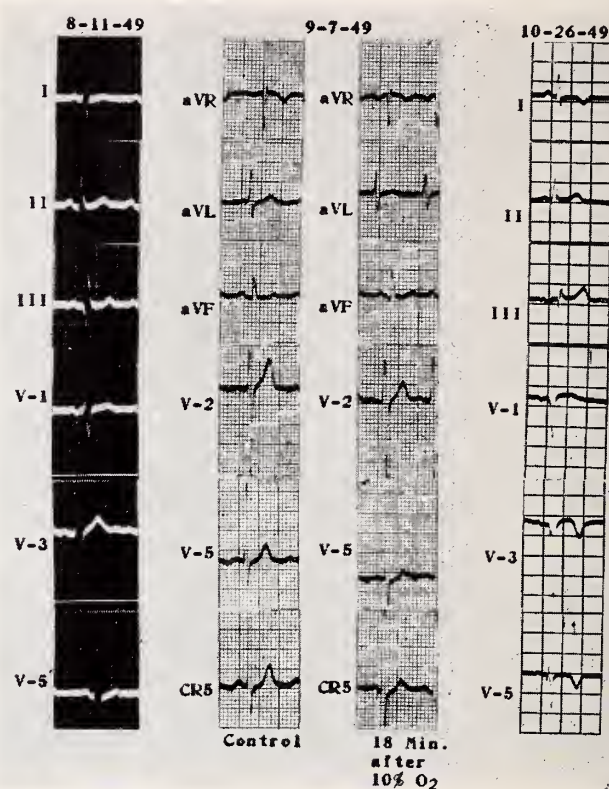 8-11-49
I
II
III
V-1
V-3
V-5
9-7-49
aVR
aVL
aVF
V-2
V-5
CR5
Control
aVR
aVL
aVF
V-2
V-5
CR5
18 Min.
after
10% O2
10-26-49
I
II
III
V-1
V-3
V-5